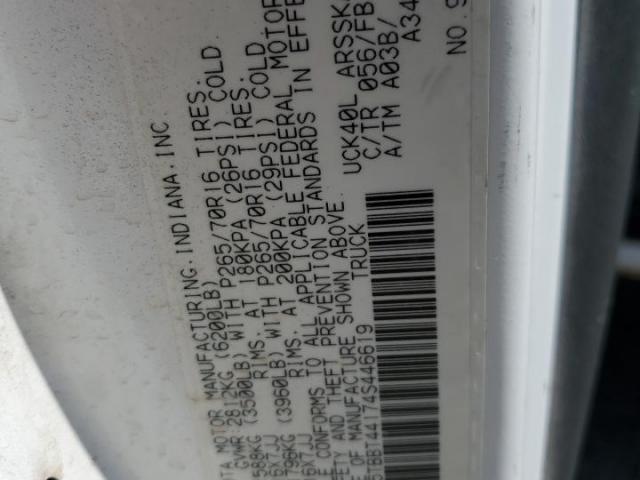 TA MOTOR MANUFACTURING.INDIANA.INC
GVWR:2812KG (6200LB)
588KG (3500LB) WITH P265/70R16 TIRES.
6X7JJ RIMS. AT 180KPA (26PSI) COLD.
796KG (3960LB) WITH P265/70R16 TIRES.
6X7JJ RIMS. AT 200KPA (29PSI) COLD
E CONFORMS TO ALL APPLICABLE FEDERAL MOTOR
FETY AND THEFT PREVENTION STANDARDS IN EFFE
E OF MANUFACTURE SHOWN ABOVE.
5TBBT44174S446619 TRUCK
UCK40L ARSSK
C/TR 056/FB
A/TM A03B/
A34
NO.9